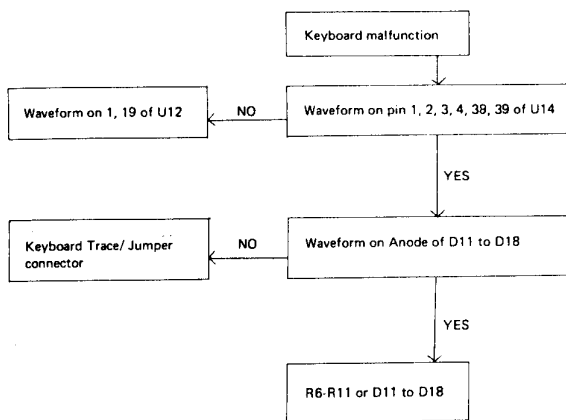 Keyboard malfunction
Waveform on 1, 19 of U12
NO
Waveform on pin 1, 2, 3, 4, 38, 39 of U14
YES
Keyboard Trace/ Jumper
connector
NO
Waveform on Anode of D11 to D18
YES
R6-R11 or D11 to D18